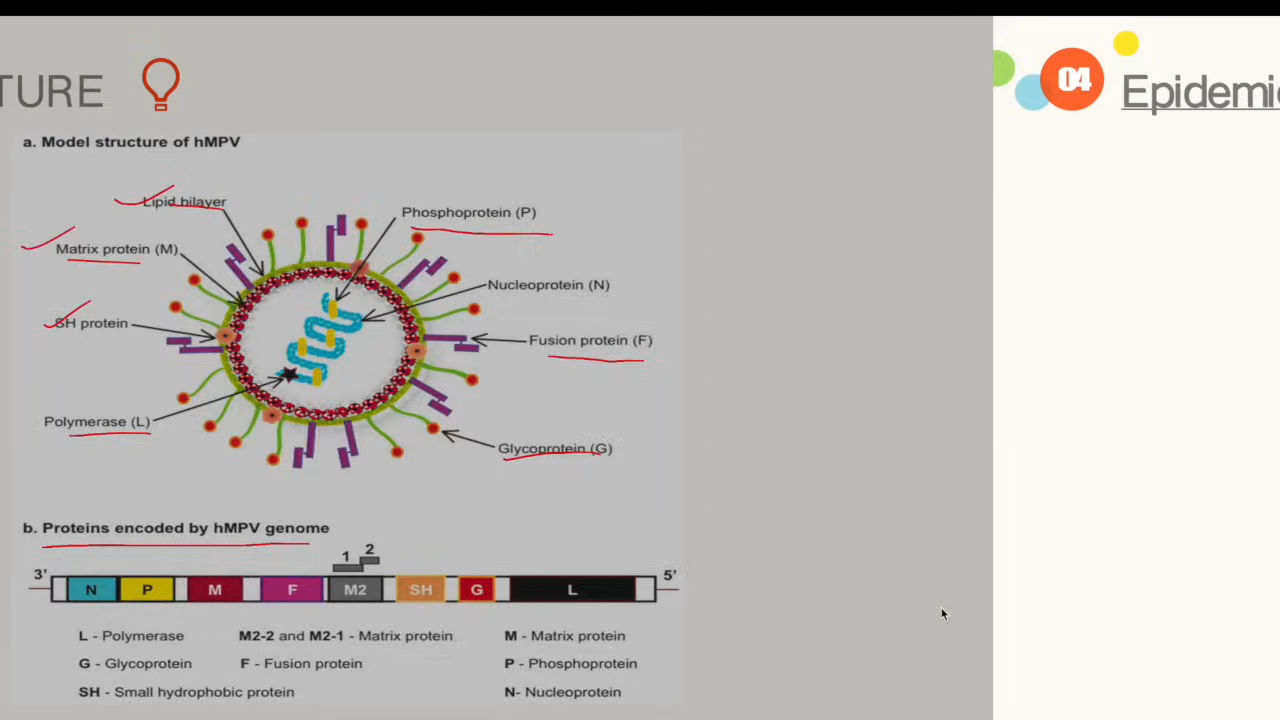 TURE
04
Epidemi
a. Model structure of hMPV
Lipid bilayer
Phosphoprotein (P)
Matrix protein (M)
Nucleoprotein (N)
SH protein
Fusion protein (F)
Polymerase (L)
Glycoprotein (G)
b. Proteins encoded by hMPV genome
1 2
3’ N P M F M2 SH G L 5’
L - Polymerase M2-2 and M2-1 - Matrix protein M - Matrix protein
G - Glycoprotein F - Fusion protein P - Phosphoprotein
SH - Small hydrophobic protein N- Nucleoprotein